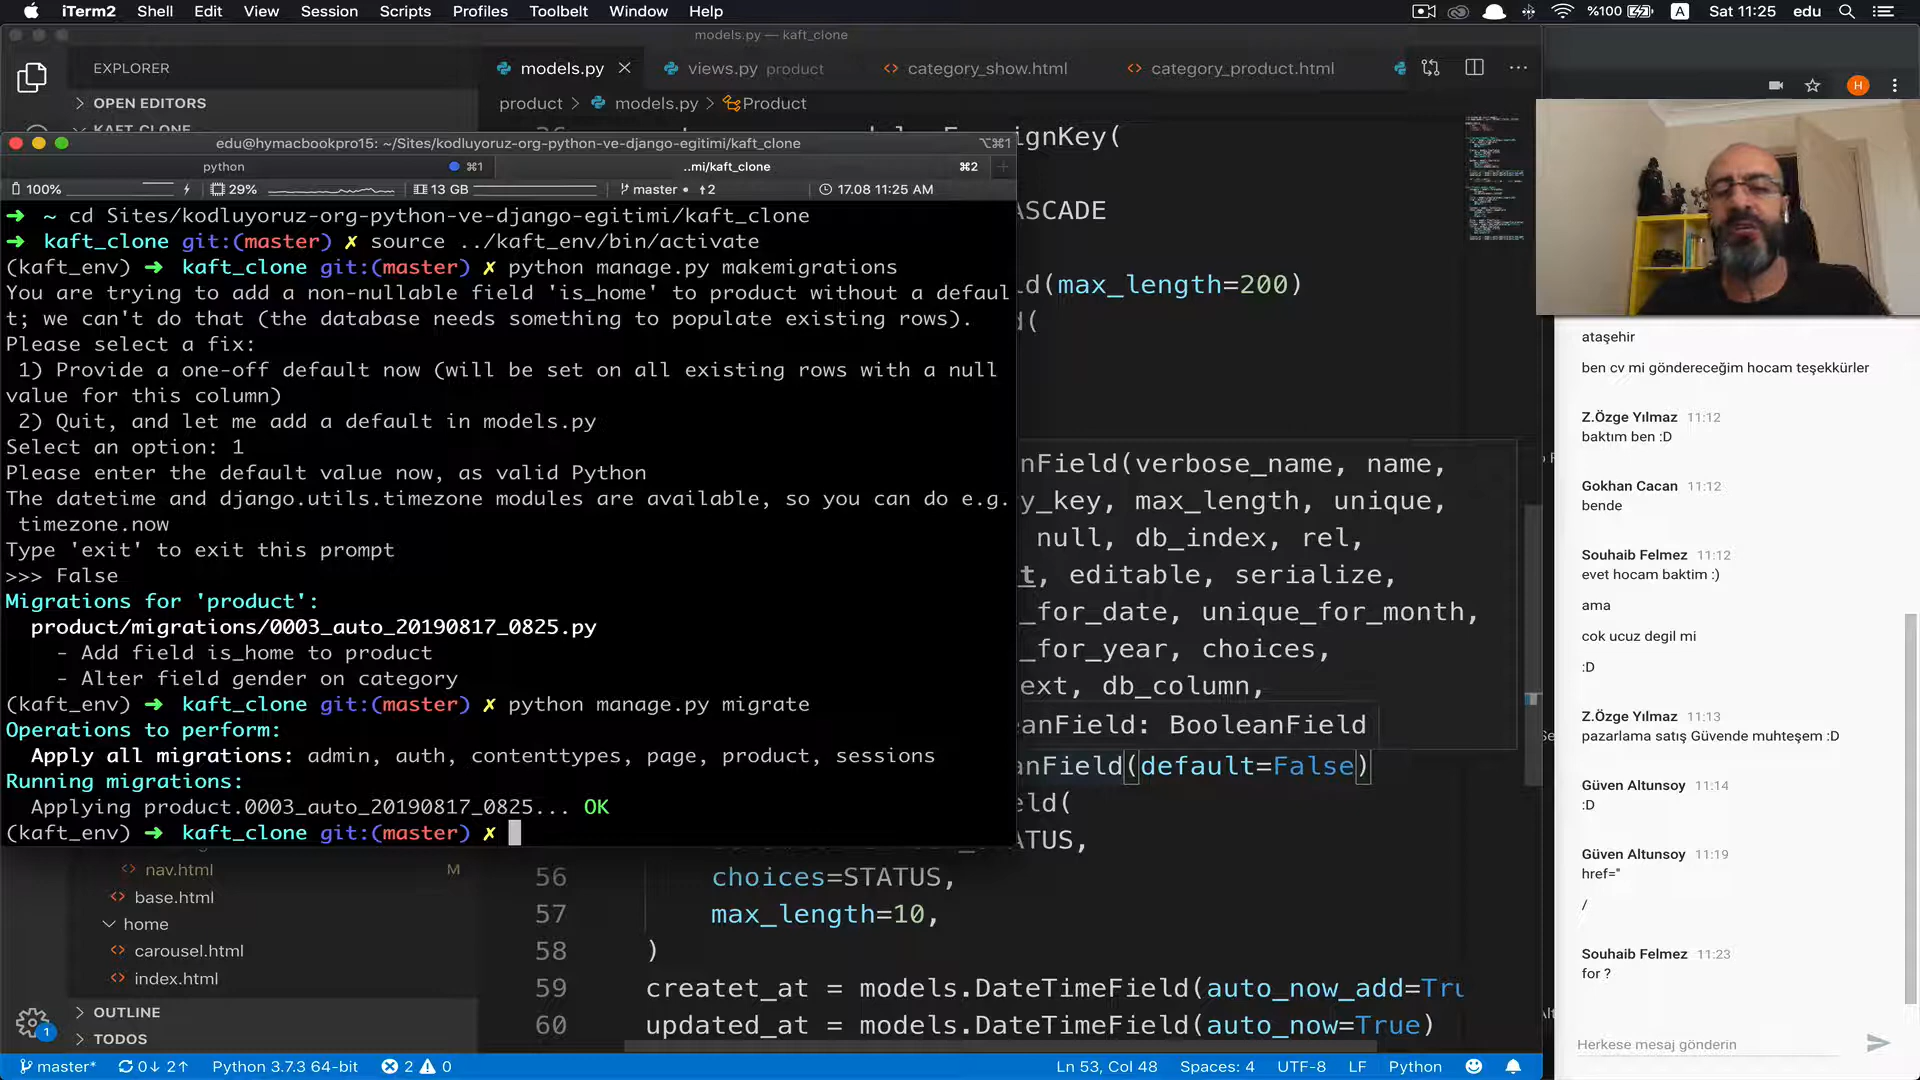 iTerm2 Shell Edit View Session Scripts Profiles Toolbelt Window Help
%100 A Sat 11:25 edu
models.py — kaft_clone
EXPLORER
models.py views.py product category_show.html category_product.html
OPEN EDITORS
product > models.py > Product
KAFT_CLONE
edu@hymacbookpro15: ~/Sites/kodluyoruz-org-python-ve-django-egitimi/kaft_clone ⌥⌘1
python ⌘1 ..mi/kaft_clone ⌘2
100% 29% 13 GB master • ↑2 17.08 11:25 AM
➜ ~ cd Sites/kodluyoruz-org-python-ve-django-egitimi/kaft_clone
➜ kaft_clone git:(master) ✗ source ../kaft_env/bin/activate
(kaft_env) ➜ kaft_clone git:(master) ✗ python manage.py makemigrations
You are trying to add a non-nullable field 'is_home' to product without a defaul
t; we can't do that (the database needs something to populate existing rows).
Please select a fix:
1) Provide a one-off default now (will be set on all existing rows with a null
value for this column)
2) Quit, and let me add a default in models.py
Select an option: 1
Please enter the default value now, as valid Python
The datetime and django.utils.timezone modules are available, so you can do e.g.
timezone.now
Type 'exit' to exit this prompt
>>> False
Migrations for 'product':
product/migrations/0003_auto_20190817_0825.py
- Add field is_home to product
- Alter field gender on category
(kaft_env) ➜ kaft_clone git:(master) ✗ python manage.py migrate
Operations to perform:
Apply all migrations: admin, auth, contenttypes, page, product, sessions
Running migrations:
Applying product.0003_auto_20190817_0825... OK
(kaft_env) ➜ kaft_clone git:(master) ✗
ignKey(
ASCADE
ld(max_length=200)
d(
nField(verbose_name, name,
y_key, max_length, unique,
null, db_index, rel,
t, editable, serialize,
_for_date, unique_for_month,
_for_year, choices,
ext, db_column,
eanField: BooleanField
anField(default=False)
eld(
ATUS,
56 choices=STATUS,
57 max_length=10,
58 )
59 createt_at = models.DateTimeField(auto_now_add=Tru
60 updated_at = models.DateTimeField(auto_now=True)
nav.html M
base.html
home
carousel.html
index.html
OUTLINE
TODOS
1
master* 0↓ 2↑ Python 3.7.3 64-bit 2 0 Ln 53, Col 48 Spaces: 4 UTF-8 LF Python
H
ataşehir
ben cv mi göndereceğim hocam teşekkürler
Z.Özge Yılmaz 11:12
baktım ben :D
Gokhan Cacan 11:12
bende
Souhaib Felmez 11:12
evet hocam baktim :)
ama
cok ucuz degil mi
:D
Z.Özge Yılmaz 11:13
pazarlama satış Güvende muhteşem :D
Güven Altunsoy 11:14
:D
Güven Altunsoy 11:19
href="
/
Souhaib Felmez 11:23
for ?
Herkese mesaj gönderin